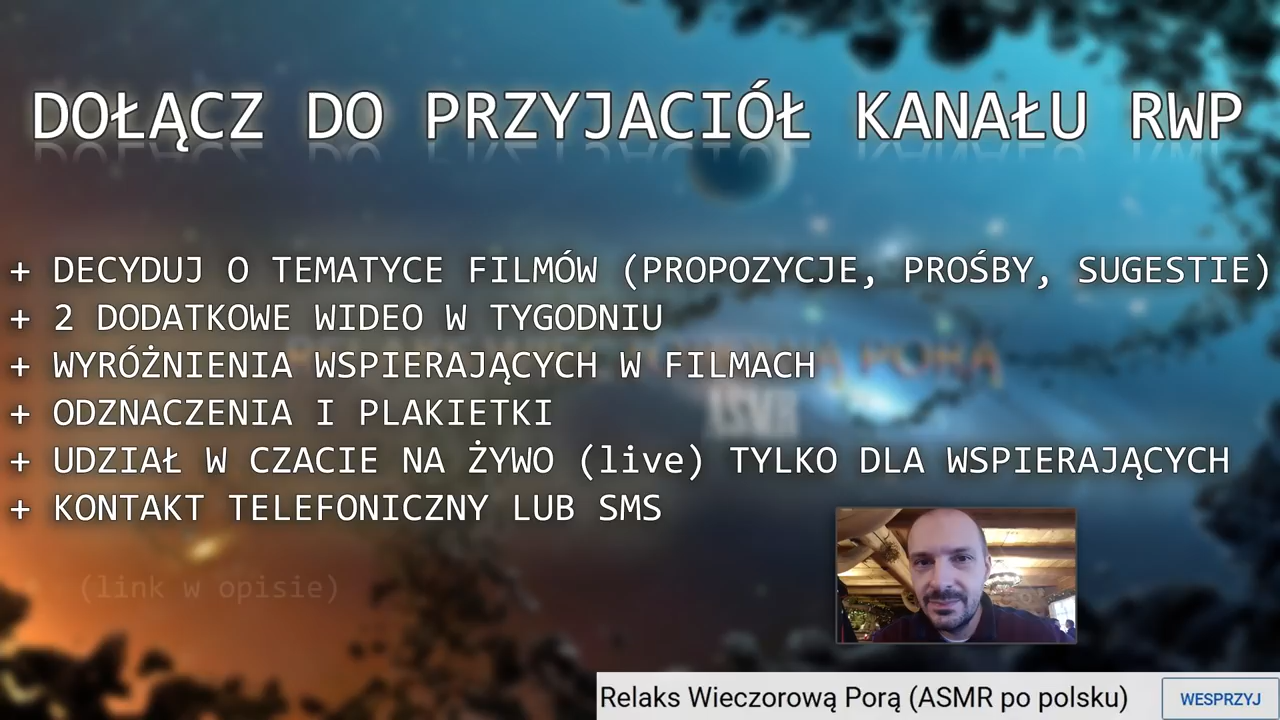 DOŁĄCZ DO PRZYJACIÓŁ KANAŁU RWP
+ DECYDUJ O TEMATYCE FILMÓW (PROPOZYCJE, PROŚBY, SUGESTIE)
+ 2 DODATKOWE WIDEO W TYGODNIU
+ WYRÓŻNIENIA WSPIERAJĄCYCH W FILMACH
PORĄ
ASMR
+ ODZNACZENIA I PLAKIETKI
+ UDZIAŁ W CZACIE NA ŻYWO (live) TYLKO DLA WSPIERAJĄCYCH
+ KONTAKT TELEFONICZNY LUB SMS
(link w opisie)
Relaks Wieczorową Porą (ASMR po polsku)
WESPRZYJ